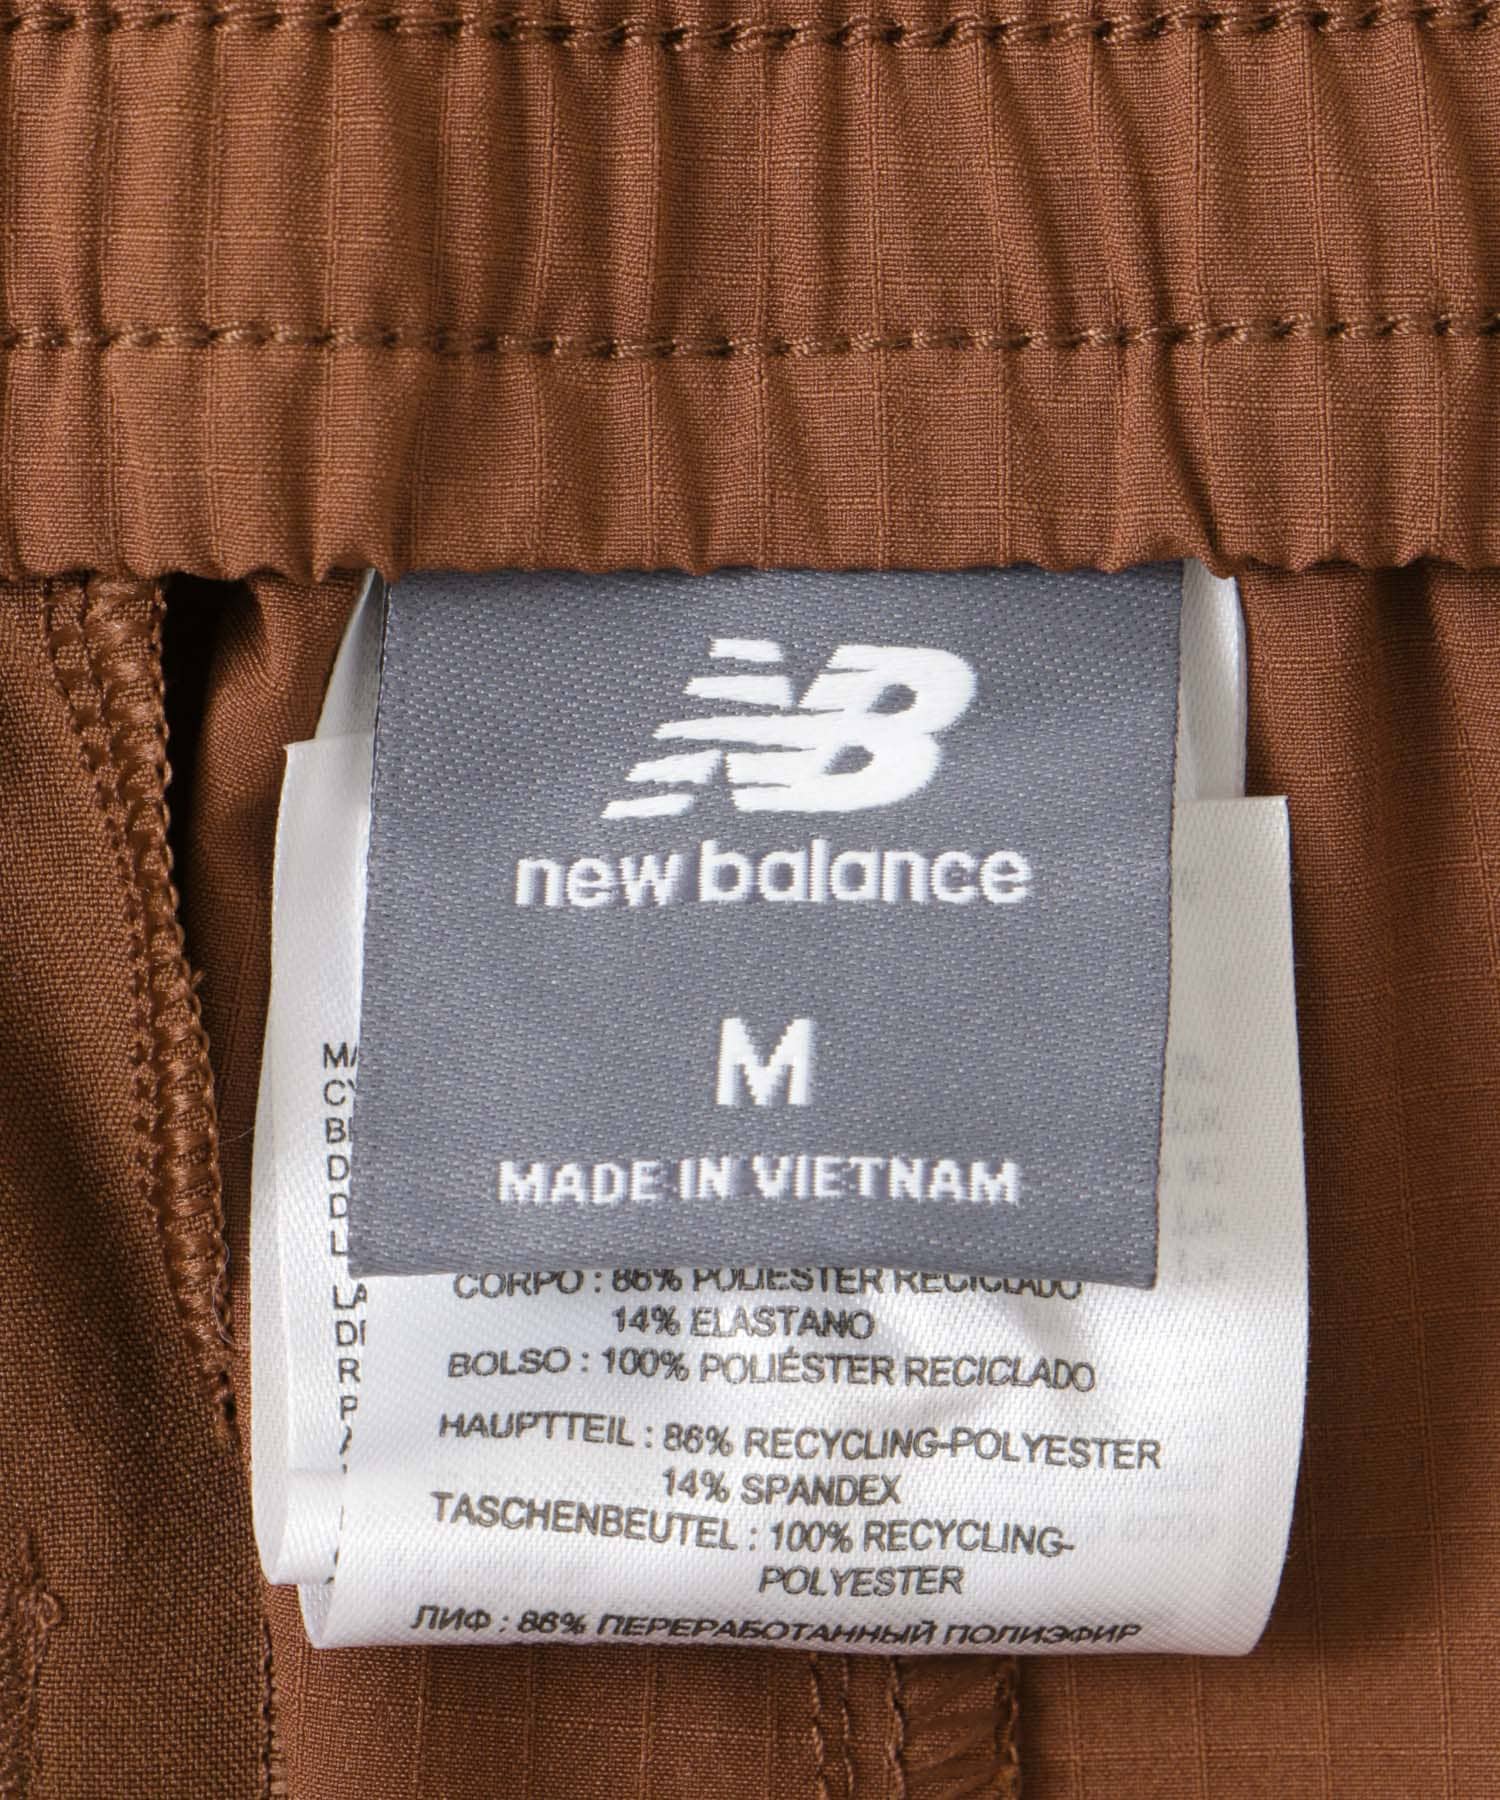 NB
new balance
M
MADE IN VIETNAM
CORPO : 86% POLIÉSTER RECICLADO
14% ELASTANO
BOLSO : 100% POLIÉSTER RECICLADO
HAUPTTEIL : 86% RECYCLING-POLYESTER
14% SPANDEX
TASCHENBEUTEL : 100% RECYCLING-
POLYESTER
ЛИФ : 86% ПЕРЕРАБОТАННЫЙ ПОЛИЭФИР